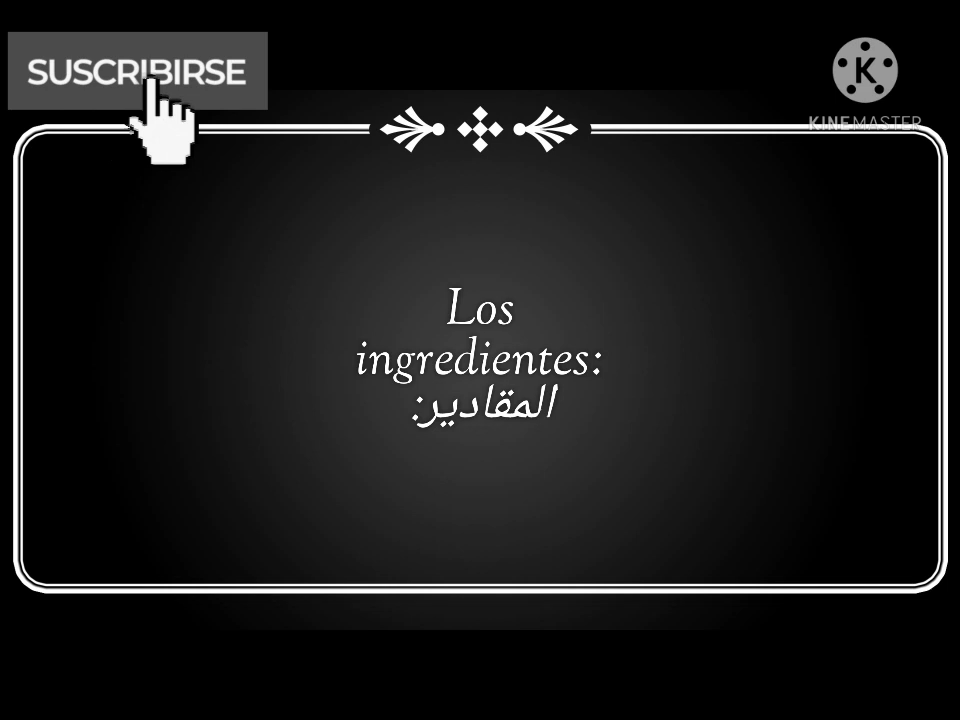 SUSCRIBIRSE
K
KINEMASTER
Los
ingredientes:
المقادير: